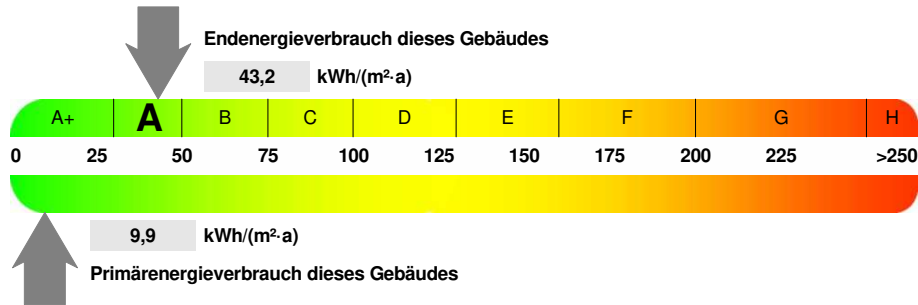 Endenergieverbrauch dieses Gebäudes
43,2 kWh/(m²·a)
A+ A B C D E F G H
0 25 50 75 100 125 150 175 200 225 >250
9,9 kWh/(m²·a)
Primärenergieverbrauch dieses Gebäudes